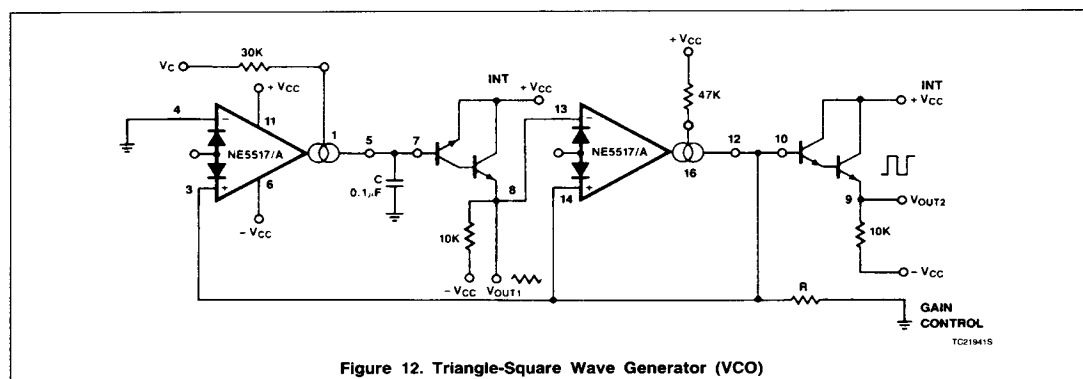 30K
VC
+ VCC
+ VCC
47K
INT
+ VCC
INT
+ VCC
4
−
11
1
5
7
13
−
12
10
NE5517/A
NE5517/A
16
3
+
6
C
0.1μF
8
14
+
9
VOUT2
− VCC
10K
10K
− VCC
VOUT1
− VCC
R
GAIN
CONTROL
TC21941S
Figure 12. Triangle-Square Wave Generator (VCO)